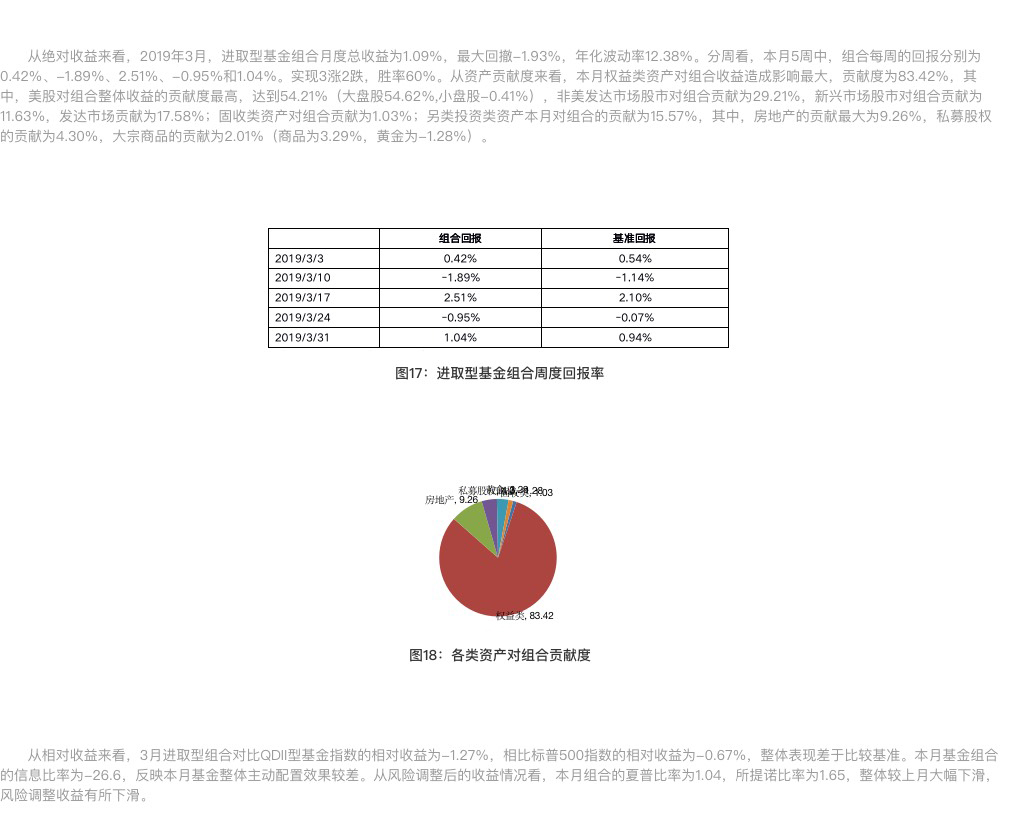 从绝对收益来看，2019年3月，进取型基金组合月度总收益为1.09%，最大回撤-1.93%，年化波动率12.38%。分周看，本月5周中，组合每周的回报分别为
0.42%、-1.89%、2.51%、-0.95%和1.04%。实现3涨2跌，胜率60%。从资产贡献度来看，本月权益类资产对组合收益造成影响最大，贡献度为83.42%，其
中，美股对组合整体收益的贡献度最高，达到54.21%（大盘股54.62%,小盘股-0.41%），非美发达市场股市对组合贡献为29.21%，新兴市场股市对组合贡献为
11.63%，发达市场贡献为17.58%；固收类资产对组合贡献为1.03%；另类投资类资产本月对组合的贡献为15.57%，其中，房地产的贡献最大为9.26%，私募股权
的贡献为4.30%，大宗商品的贡献为2.01%（商品为3.29%，黄金为-1.28%）。
组合回报 基准回报
2019/3/3 0.42% 0.54%
2019/3/10 -1.89% -1.14%
2019/3/17 2.51% 2.10%
2019/3/24 -0.95% -0.07%
2019/3/31 1.04% 0.94%
图17：进取型基金组合周度回报率
私募股权
房地产, 9.26
权益类, 83.42
图18：各类资产对组合贡献度
从相对收益来看，3月进取型组合对比QDII型基金指数的相对收益为-1.27%，相比标普500指数的相对收益为-0.67%，整体表现差于比较基准。本月基金组合
的信息比率为-26.6，反映本月基金整体主动配置效果较差。从风险调整后的收益情况看，本月组合的夏普比率为1.04，所提诺比率为1.65，整体较上月大幅下滑，
风险调整收益有所下滑。